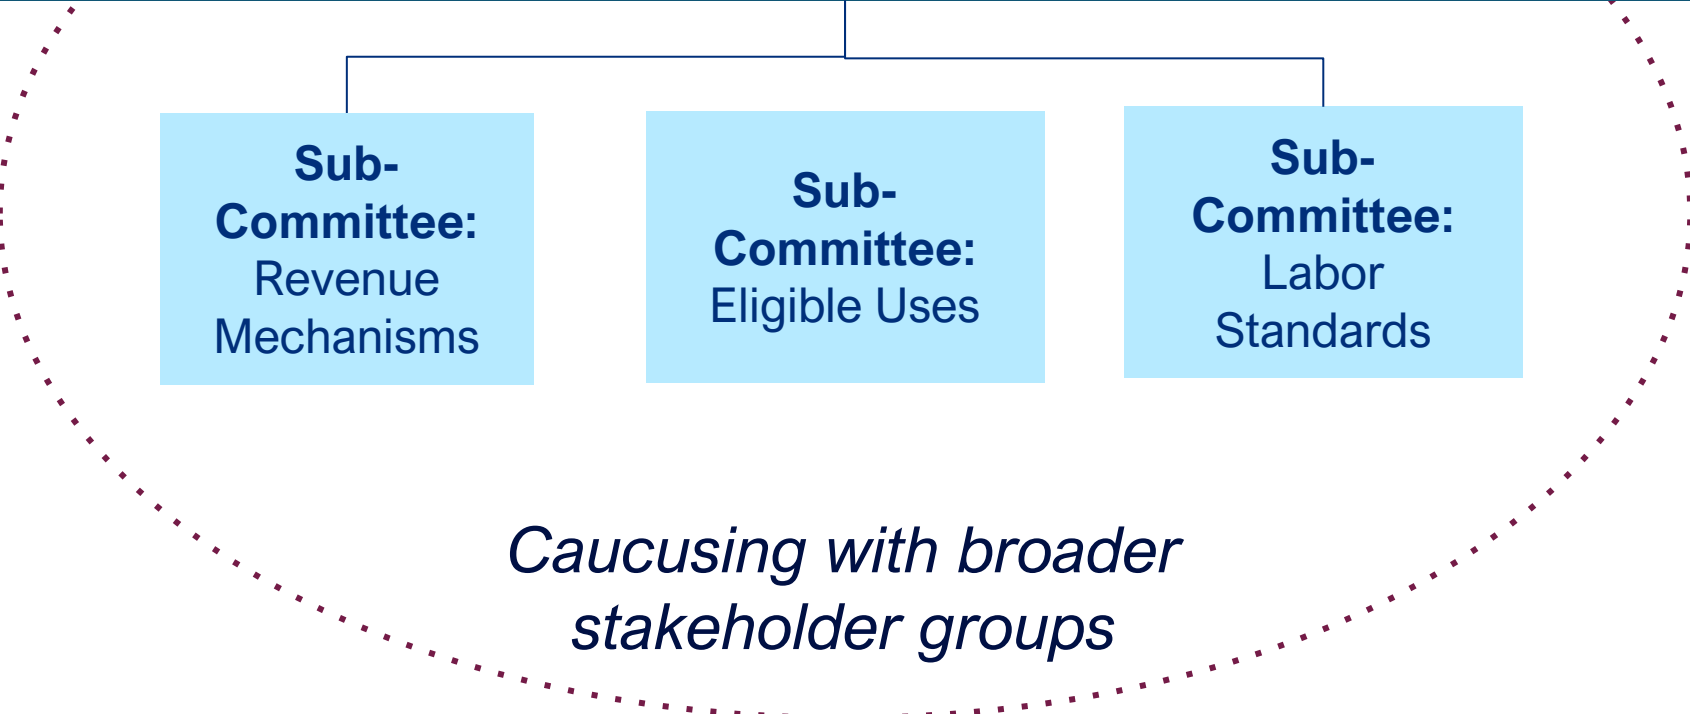 Sub-
Committee:
Revenue
Mechanisms
Sub-
Committee:
Eligible Uses
Sub-
Committee:
Labor
Standards
Caucusing with broader
stakeholder groups